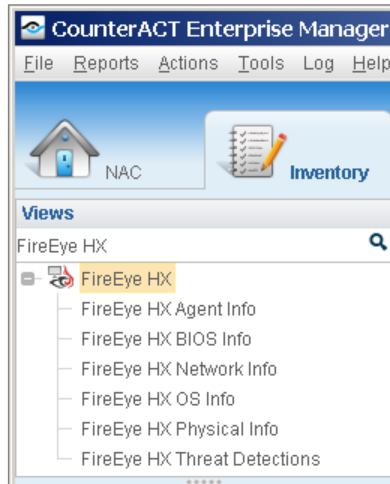 CounterACT Enterprise Manager
File Reports Actions Tools Log Help
NAC
Inventory
Views
FireEye HX
FireEye HX
FireEye HX Agent Info
FireEye HX BIOS Info
FireEye HX Network Info
FireEye HX OS Info
FireEye HX Physical Info
FireEye HX Threat Detections